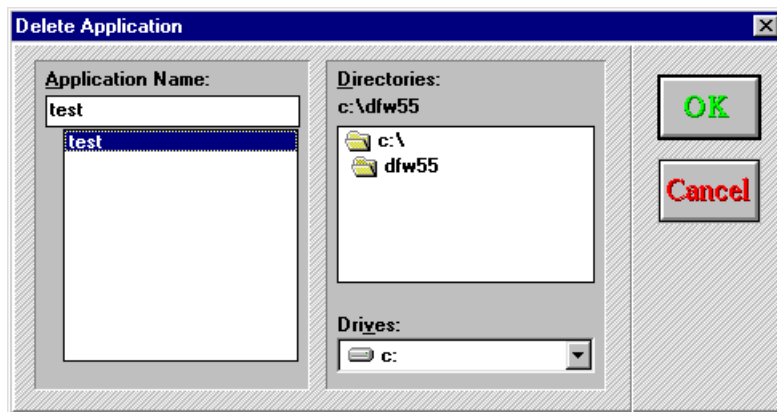 Delete Application
Application Name:
test
test
Directories:
c:\dfw55
c:\
dfw55
Drives:
c:
OK
Cancel